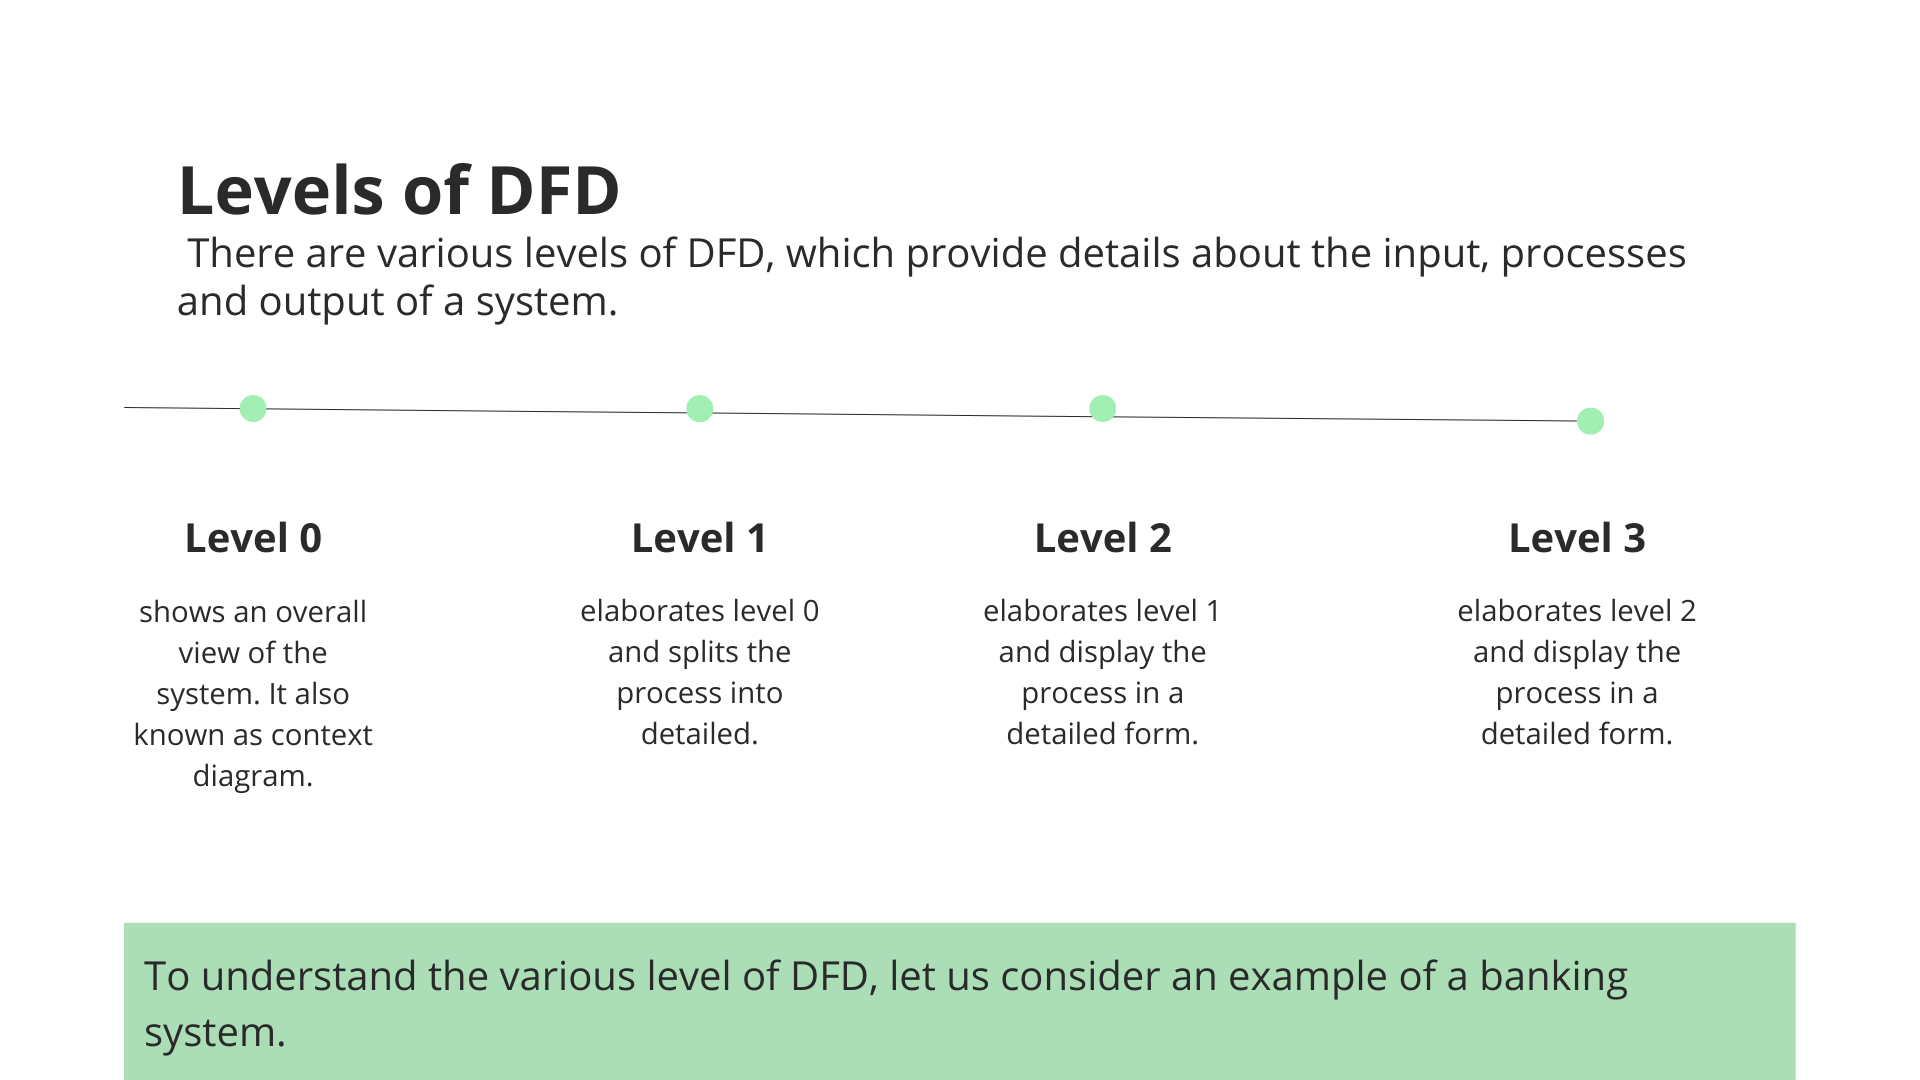 Levels of DFD
There are various levels of DFD, which provide details about the input, processes
and output of a system.
Level 0
shows an overall
view of the
system. It also
known as context
diagram.
Level 1
elaborates level 0
and splits the
process into
detailed.
Level 2
elaborates level 1
and display the
process in a
detailed form.
Level 3
elaborates level 2
and display the
process in a
detailed form.
To understand the various level of DFD, let us consider an example of a banking
system.